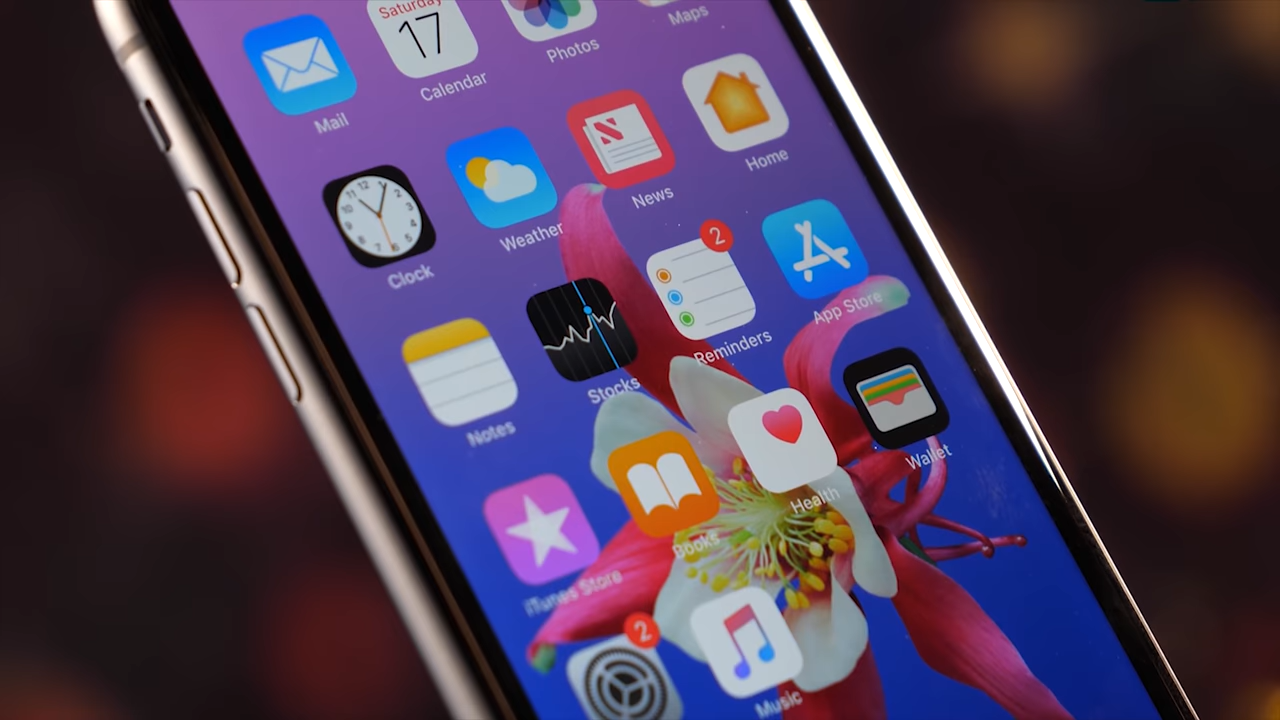 Saturday
17
Mail
Calendar
Photos
Maps
Clock
Weather
News
Home
Notes
Stocks
2
Reminders
App Store
iTunes Store
Books
Health
Wallet
2
Music